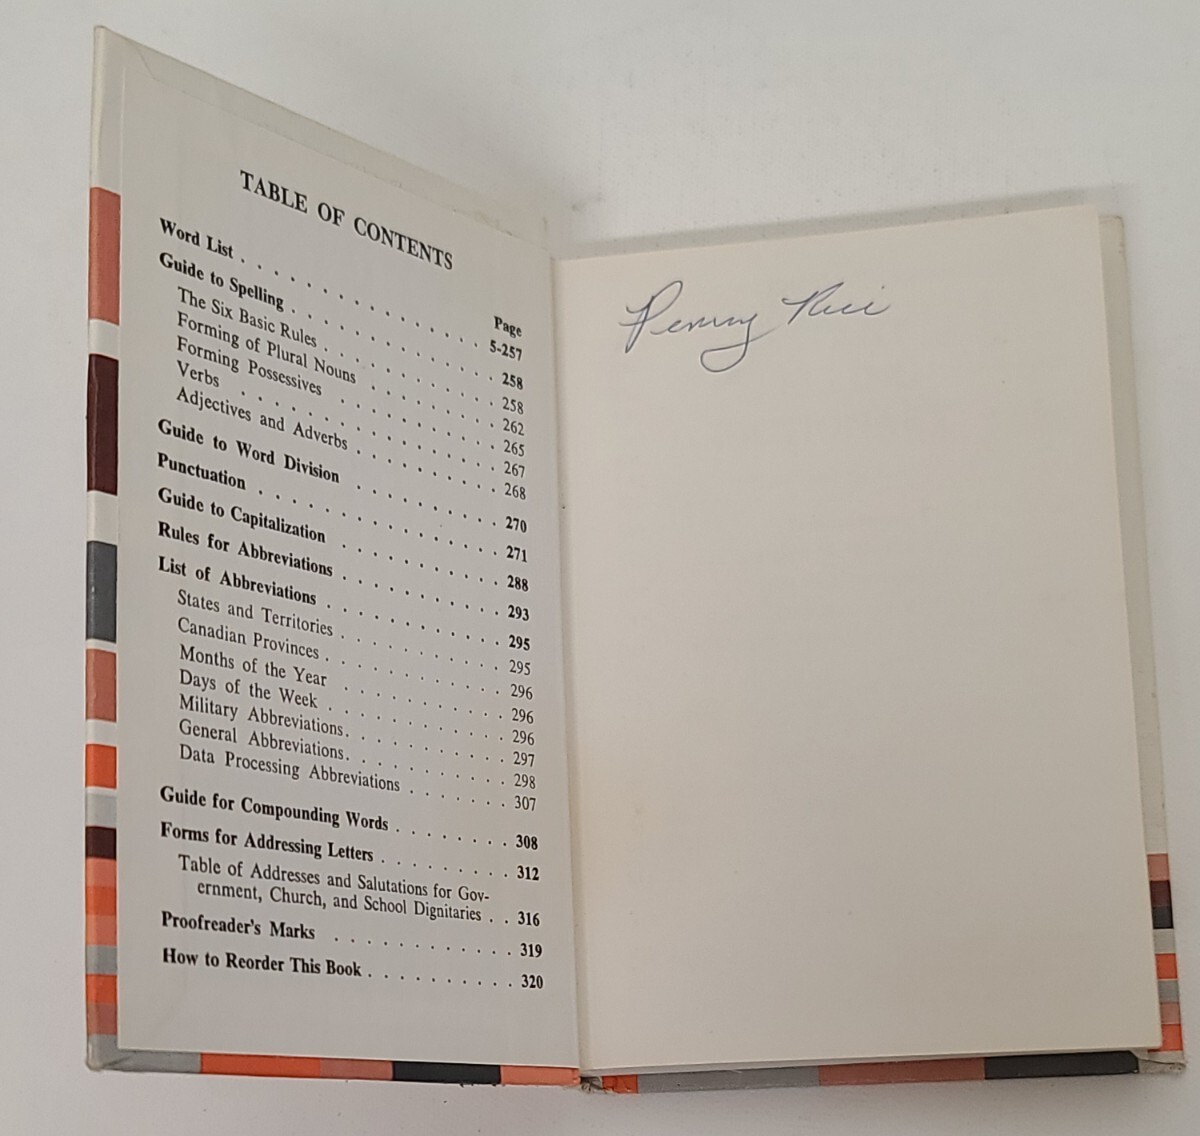 TABLE OF CONTENTS
Page
Word List . . . . . . . . . . . . . 5-257
Guide to Spelling . . . . . . . . . . . 258
The Six Basic Rules . . . . . . . . . 258
Forming of Plural Nouns . . . . . . . . 262
Forming Possessives . . . . . . . . . 265
Verbs . . . . . . . . . . . . . 267
Adjectives and Adverbs . . . . . . . . 268
Guide to Word Division . . . . . . . . . 270
Punctuation . . . . . . . . . . . . . 271
Guide to Capitalization . . . . . . . . . . 288
Rules for Abbreviations . . . . . . . . . . 293
List of Abbreviations . . . . . . . . . . . 295
States and Territories . . . . . . . . . 295
Canadian Provinces . . . . . . . . . . 296
Months of the Year . . . . . . . . . . 296
Days of the Week . . . . . . . . . . 296
Military Abbreviations . . . . . . . . . 297
General Abbreviations . . . . . . . . . 298
Data Processing Abbreviations . . . . . . . 307
Guide for Compounding Words . . . . . . . . 308
Forms for Addressing Letters . . . . . . . . 312
Table of Addresses and Salutations for Gov-
ernment, Church, and School Dignitaries . . 316
Proofreader's Marks . . . . . . . . . . . 319
How to Reorder This Book . . . . . . . . . 320
Penny